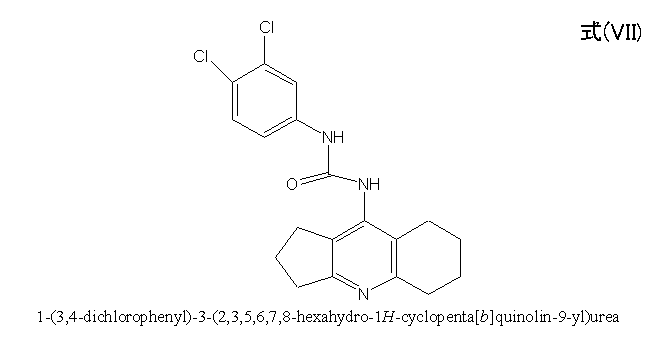 式(VII)
Cl
Cl
NH
O
NH
N
1-(3,4-dichlorophenyl)-3-(2,3,5,6,7,8-hexahydro-1H-cyclopenta[b]quinolin-9-yl)urea